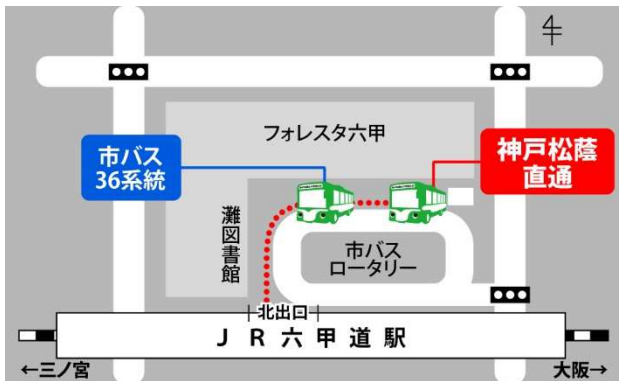 フォレスタ六甲
市バス
36系統
神戸松蔭
直通
灘図書館
市バス
ロータリー
北出口
JR六甲道駅
←三ノ宮
大阪→